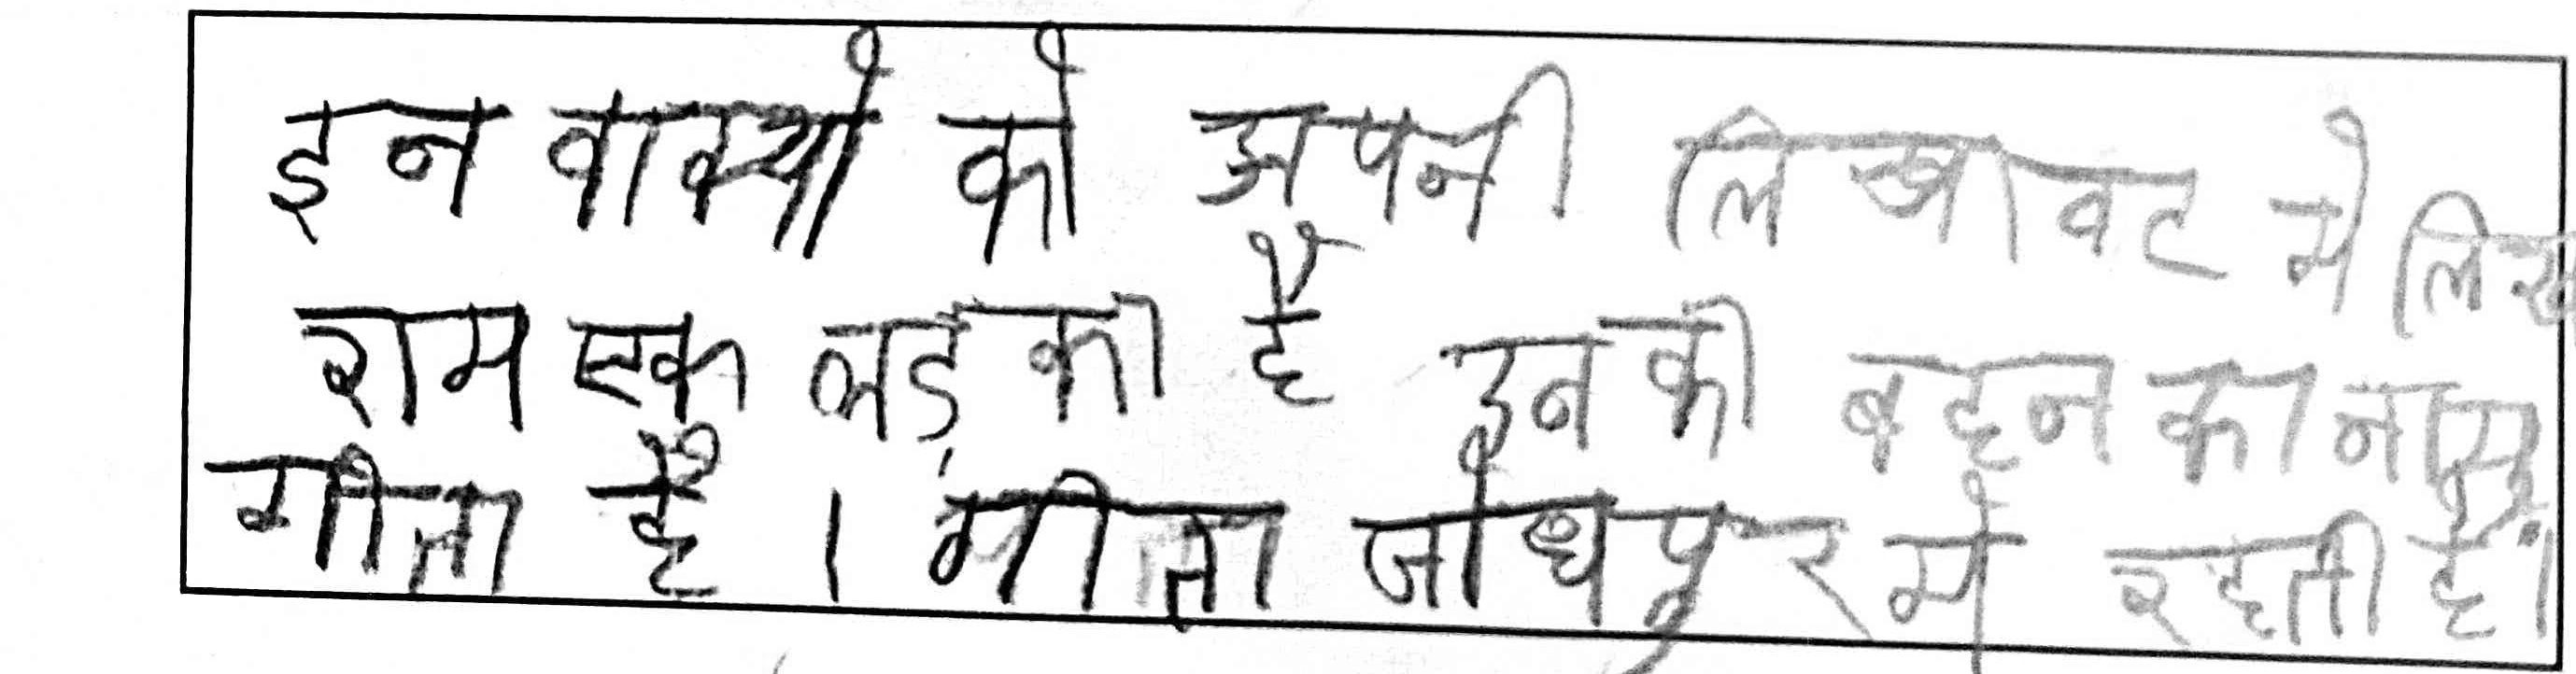 इन वाक्यो को अपनी लिखावट मे लिख
राम एक लड़का है उनकी बहन का नाम
गीता है । गीता जोधपुर मे रहती है।